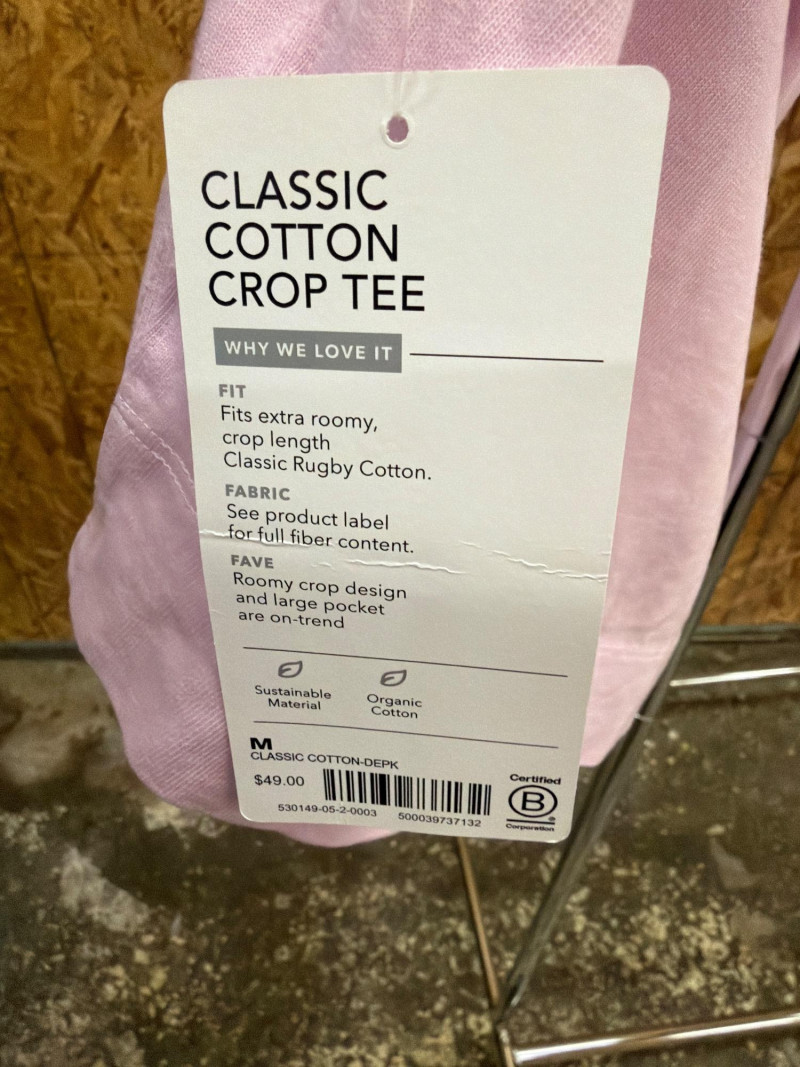 CLASSIC
COTTON
CROP TEE
WHY WE LOVE IT
FIT
Fits extra roomy,
crop length
Classic Rugby Cotton.
FABRIC
See product label
for full fiber content.
FAVE
Roomy crop design
and large pocket
are on-trend
Sustainable
Material
Organic
Cotton
M
CLASSIC COTTON-DEPK
$49.00
530149-05-2-0003 500039737132
Certified
B
®
Corporation